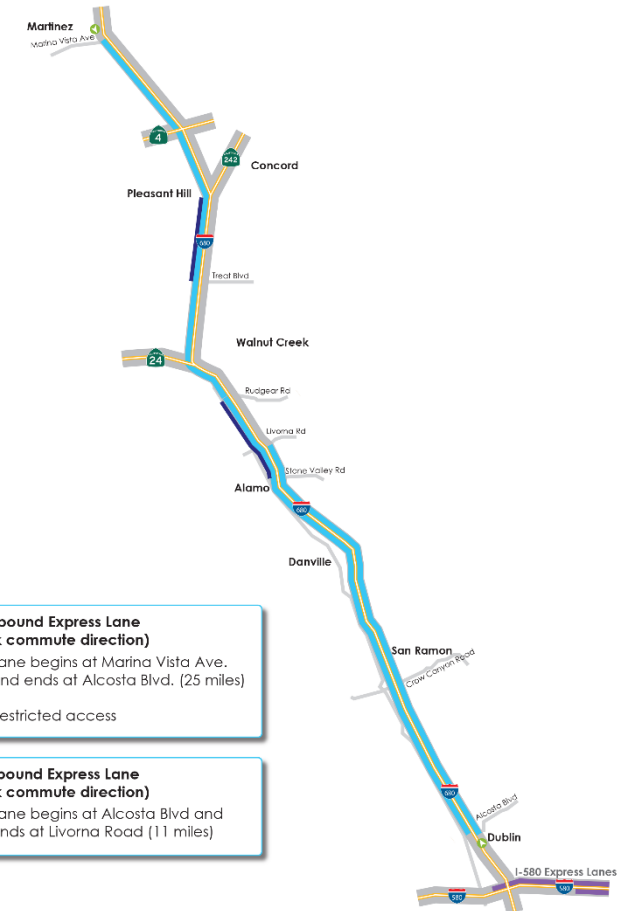 Martinez
Marina Vista Ave
4
242
Concord
Pleasant Hill
680
Treat Blvd
Walnut Creek
24
Rudgear Rd
Livorna Rd
Stone Valley Rd
Alamo
680
Danville
San Ramon
Crow Canyon Road
bound Express Lane
commute direction)
ane begins at Marina Vista Ave.
nd ends at Alcosta Blvd. (25 miles)
estricted access
bound Express Lane
commute direction)
ane begins at Alcosta Blvd and
nds at Livorna Road (11 miles)
680
Alcosta Blvd
Dublin
I-580 Express Lanes
580
580